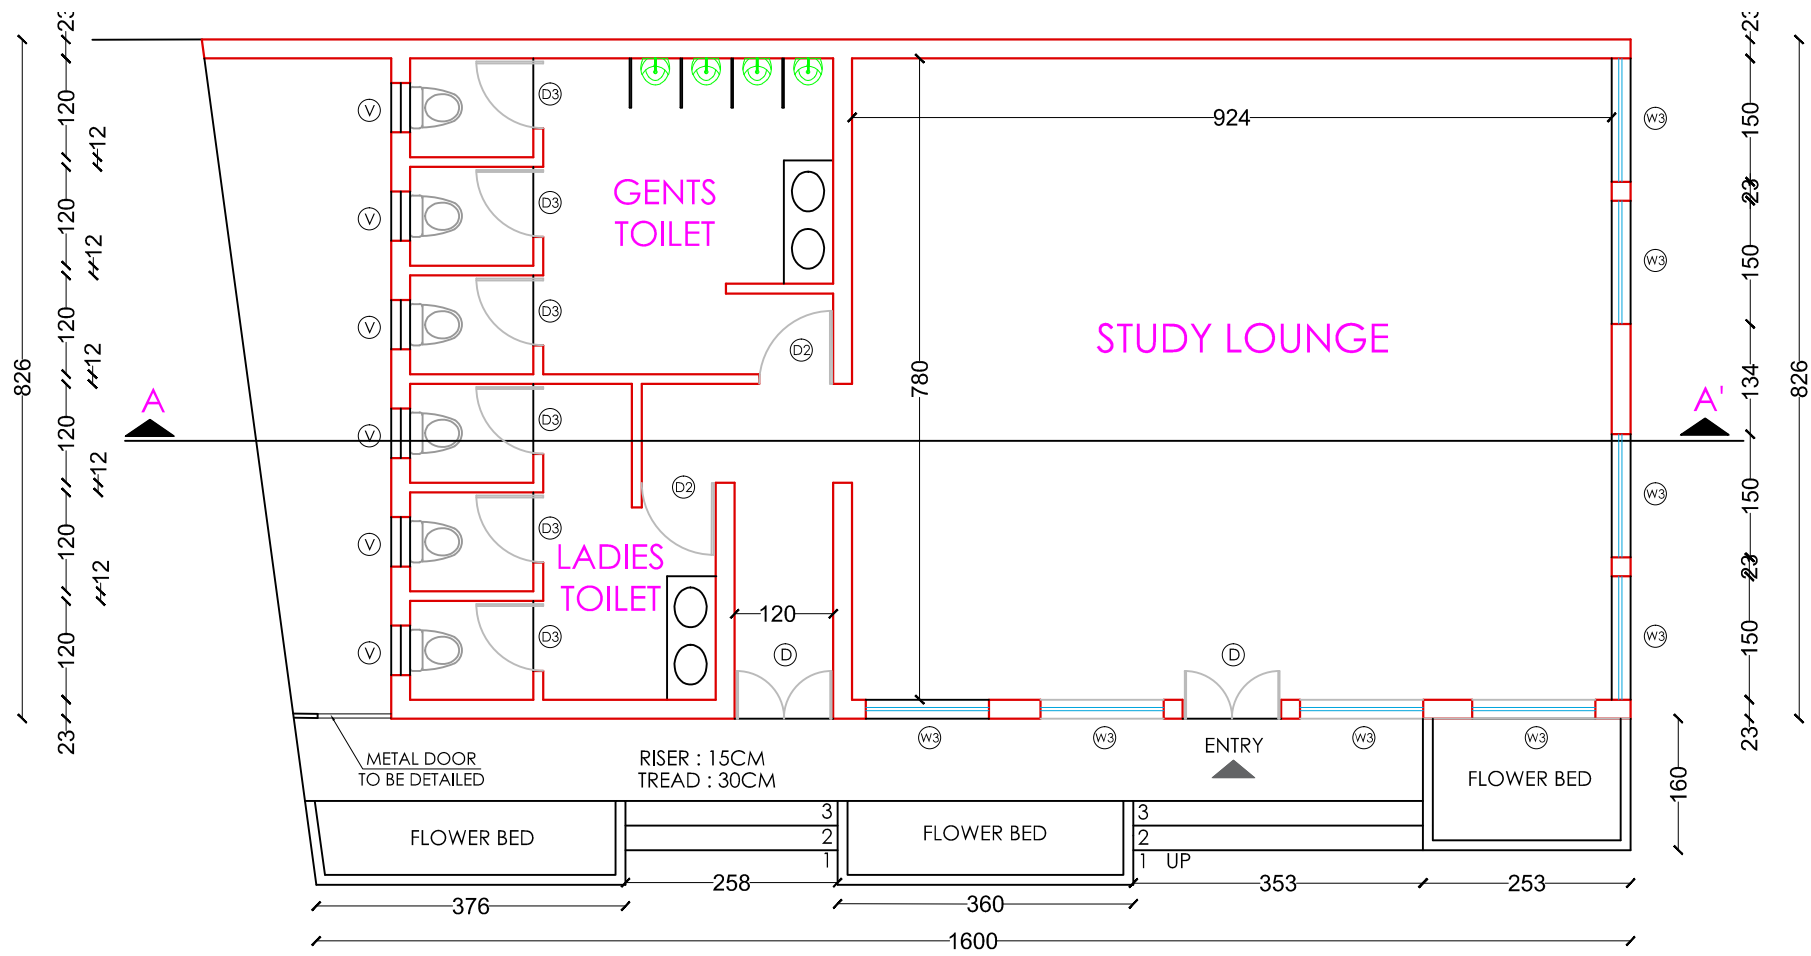 23
23
120
150
12
V
D3
924
W3
GENTS
TOILET
120
V
D3
23
12
150
W3
STUDY LOUNGE
120
V
D3
D2
826
12
780
134
826
A
A'
120
V
D3
12
D2
150
W3
LADIES
TOILET
120
V
D3
12
23
120
120
V
D3
D
D
150
W3
23
W3
W3
ENTRY
W3
W3
23
METAL DOOR
TO BE DETAILED
RISER : 15CM
TREAD : 30CM
FLOWER BED
160
FLOWER BED
3
2
1
FLOWER BED
3
2
1 UP
376
258
360
353
253
1600